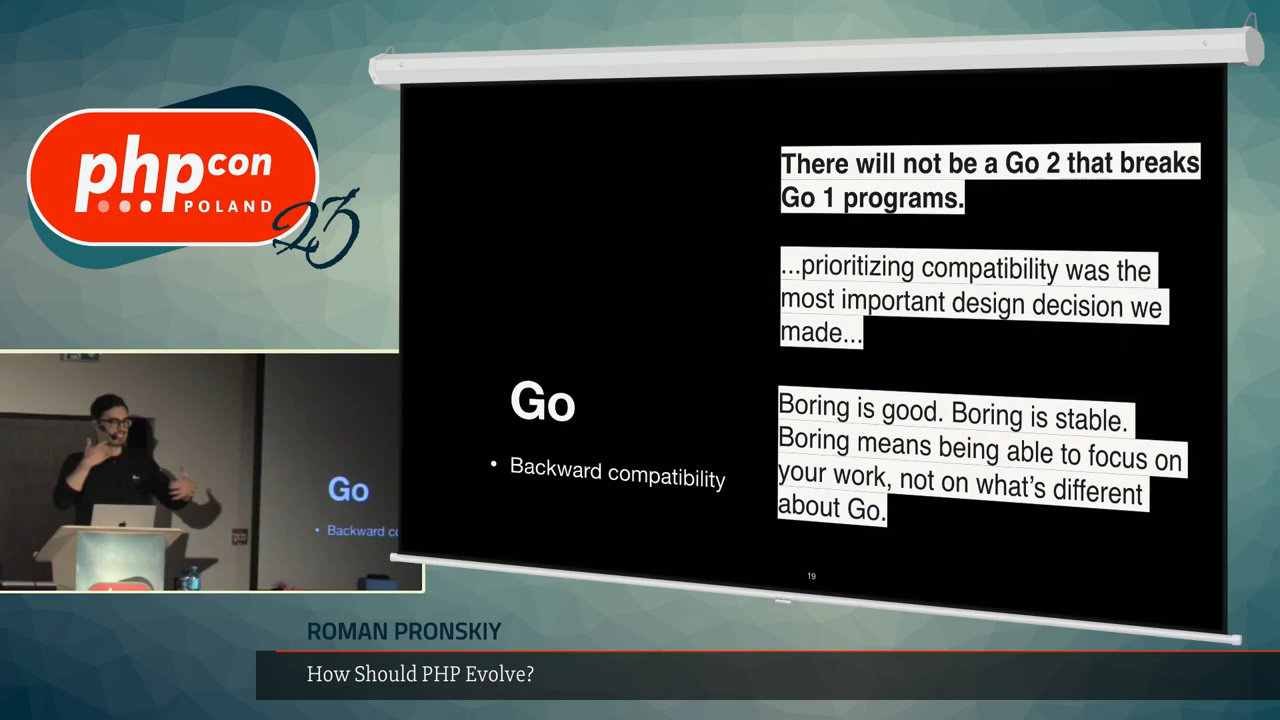 phpcon
POLAND
23
There will not be a Go 2 that breaks
Go 1 programs.
...prioritizing compatibility was the
most important design decision we
made...
Boring is good. Boring is stable.
Boring means being able to focus on
your work, not on what's different
about Go.
Go
• Backward compatibility
19
Go
• Backward co
ROMAN PRONSKIY
How Should PHP Evolve?